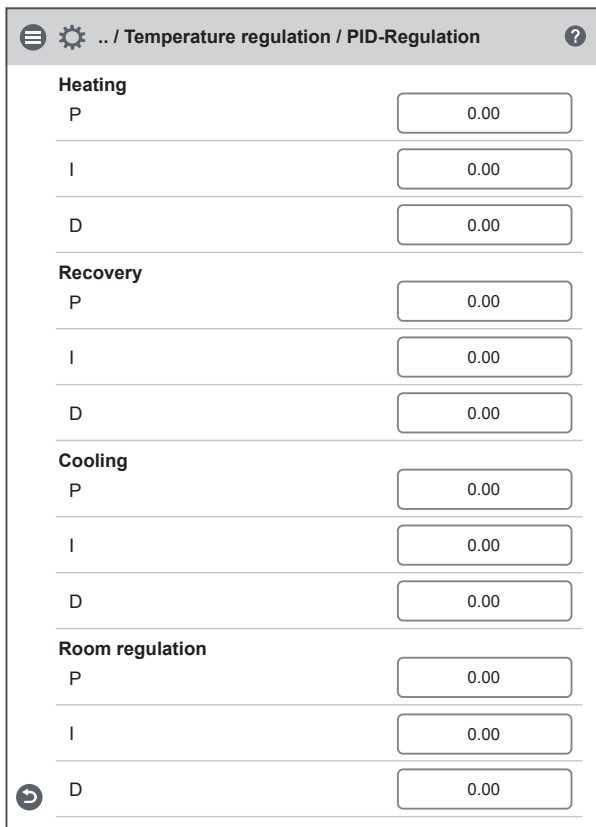 .. / Temperature regulation / PID-Regulation ?
Heating
P 0.00
I 0.00
D 0.00
Recovery
P 0.00
I 0.00
D 0.00
Cooling
P 0.00
I 0.00
D 0.00
Room regulation
P 0.00
I 0.00
D 0.00